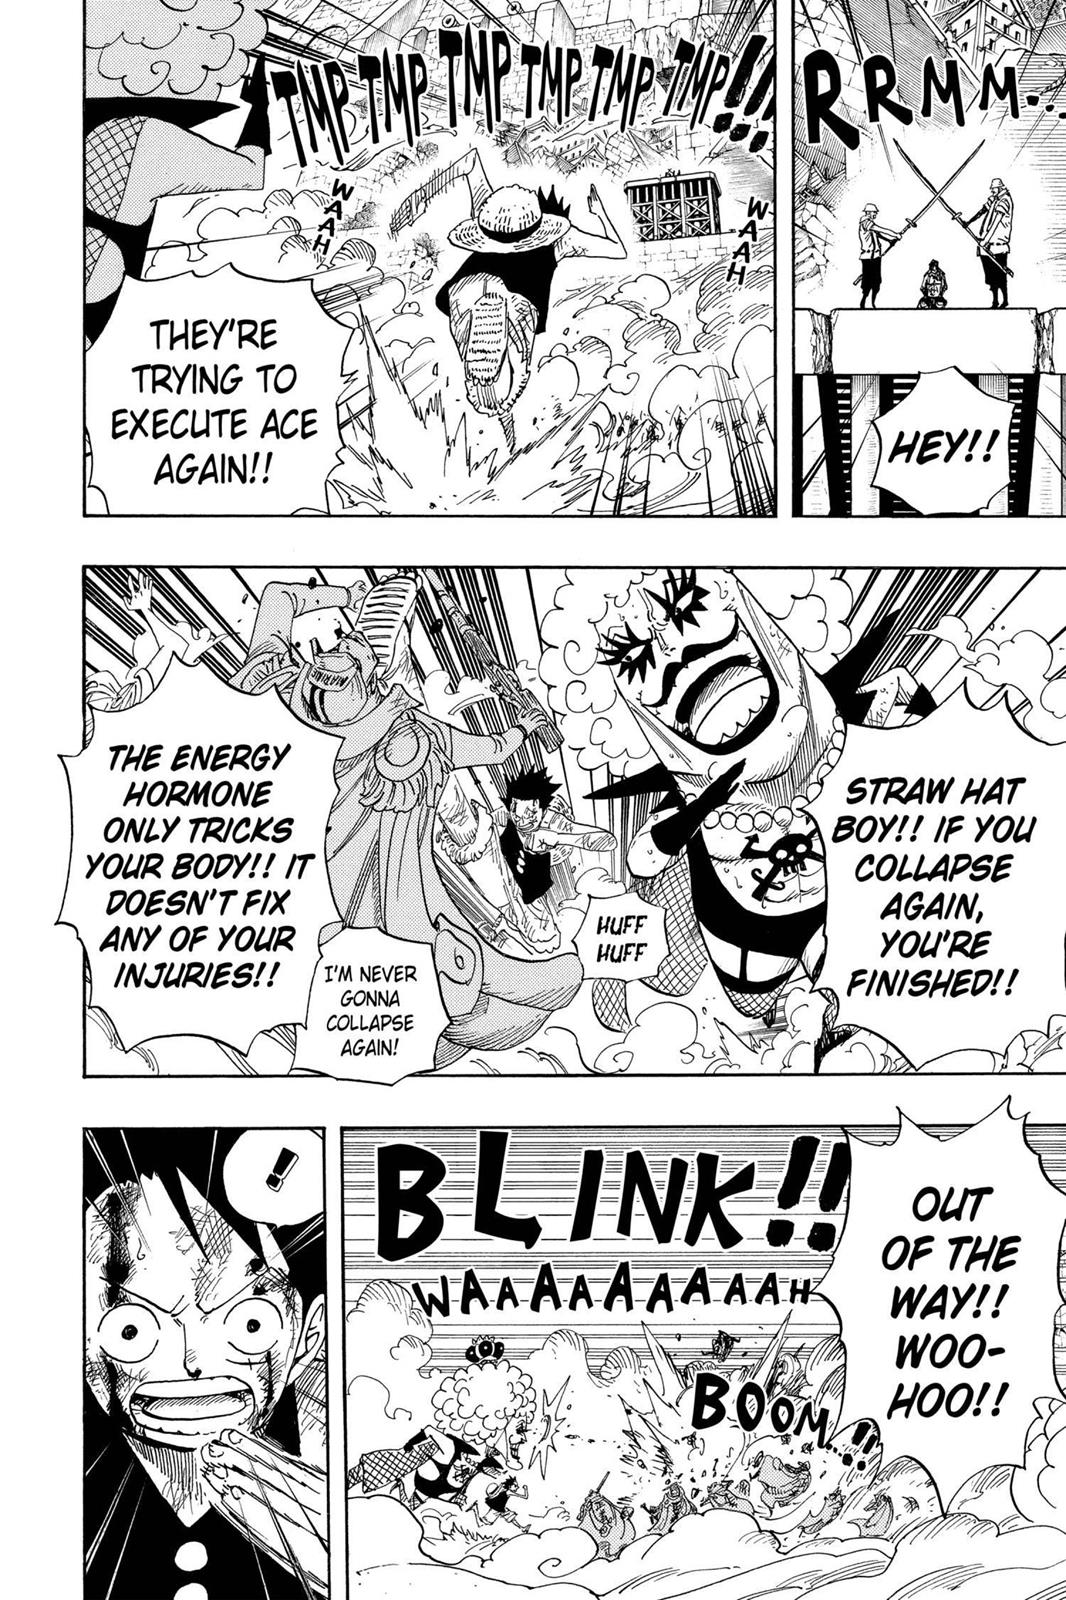 RRMM..
HEY!!
TMP TMP TMP TMP TMP TMP!!!
WAAH
WAAH
THEY'RE
TRYING TO
EXECUTE ACE
AGAIN!!
STRAW HAT
BOY!! IF YOU
COLLAPSE
AGAIN,
YOU'RE
FINISHED!!
MARINE
HUFF
HUFF
THE ENERGY
HORMONE
ONLY TRICKS
YOUR BODY!! IT
DOESN'T FIX
ANY OF YOUR
INJURIES!!
I'M NEVER
GONNA
COLLAPSE
AGAIN!
OUT
OF THE
WAY!!
WOO-
HOO!!
BLINK!!
WAAAAAAAAAH
BOOM...!!
!